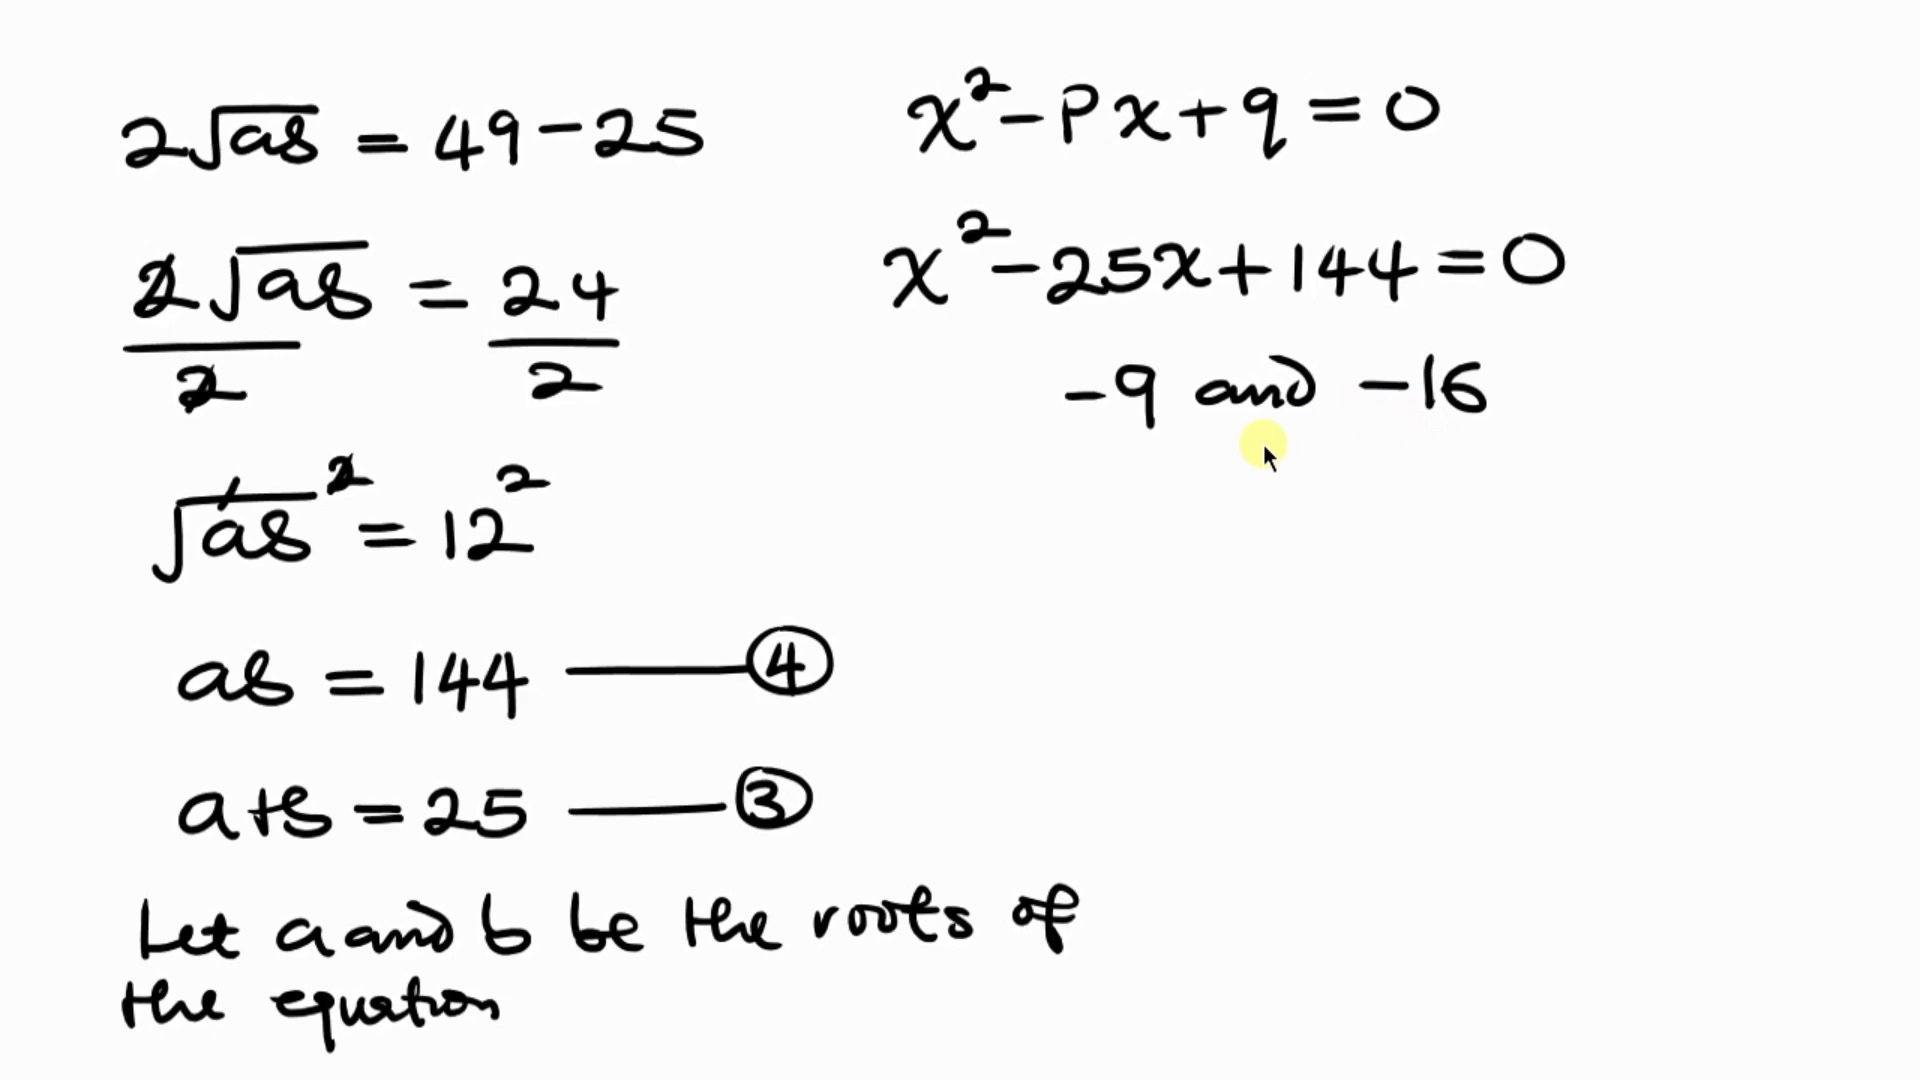 2√ab = 49 - 25
2√ab/2 = 24/2
√ab² = 12²
ab = 144 —— ④
a+b = 25 —— ③
Let a and b be the roots of
the equation
x² - Px + q = 0
x² - 25x + 144 = 0
-9 and -16